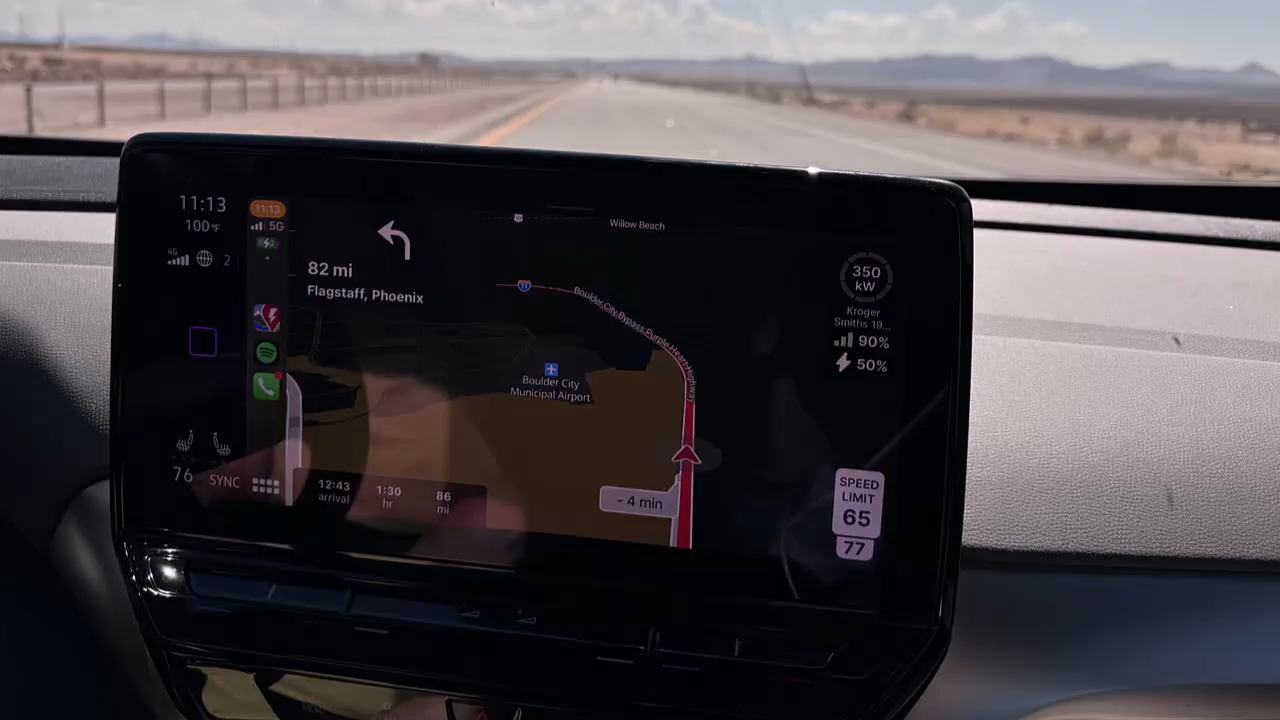 11:13
100°F
4G
2
11:13
5G
82 mi
Flagstaff, Phoenix
Willow Beach
11
Boulder City Bypass Purple Heart Highway
Boulder City
Municipal Airport
350
kW
Kroger
Smiths 19...
90%
50%
76
SYNC
12:43
arrival
1:30
hr
86
mi
- 4 min
SPEED
LIMIT
65
77